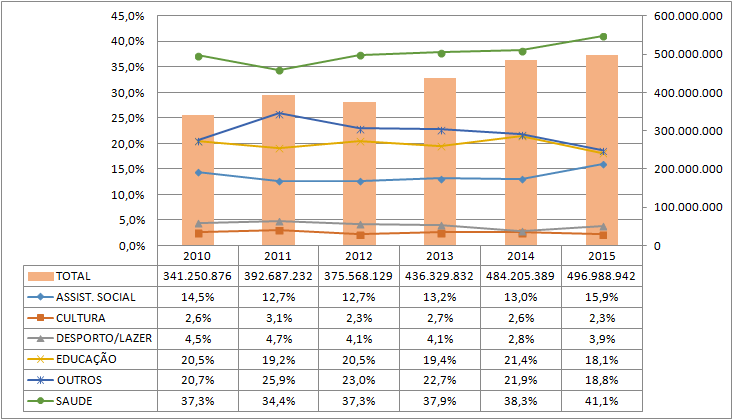 45,0% 600.000.000
40,0% 500.000.000
35,0%
30,0% 400.000.000
25,0% 300.000.000
20,0%
15,0% 200.000.000
10,0% 100.000.000
5,0%
0,0% 0
2010 2011 2012 2013 2014 2015
TOTAL 341.250.876 392.687.232 375.568.129 436.329.832 484.205.389 496.988.942
ASSIST. SOCIAL 14,5% 12,7% 12,7% 13,2% 13,0% 15,9%
CULTURA 2,6% 3,1% 2,3% 2,7% 2,6% 2,3%
DESPORTO/LAZER 4,5% 4,7% 4,1% 4,1% 2,8% 3,9%
EDUCAÇÃO 20,5% 19,2% 20,5% 19,4% 21,4% 18,1%
OUTROS 20,7% 25,9% 23,0% 22,7% 21,9% 18,8%
SAUDE 37,3% 34,4% 37,3% 37,9% 38,3% 41,1%